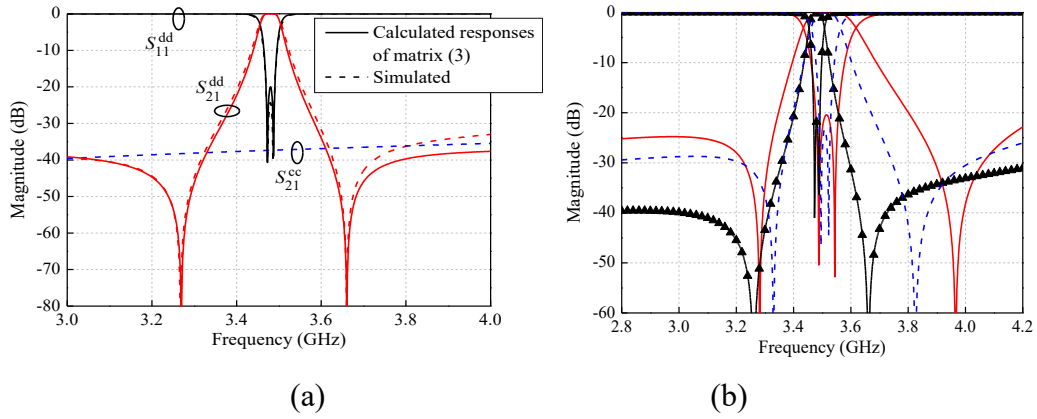 0
-10
-20
-30
-40
-50
-60
-70
-80
Magnitude (dB)
3.0 3.2 3.4 3.6 3.8 4.0
Frequency (GHz)
S11dd
S21dd
S21cc
Calculated responses
of matrix (3)
Simulated
(a)
0
-10
-20
-30
-40
-50
-60
Magnitude (dB)
2.8 3.0 3.2 3.4 3.6 3.8 4.0 4.2
Frequency (GHz)
(b)